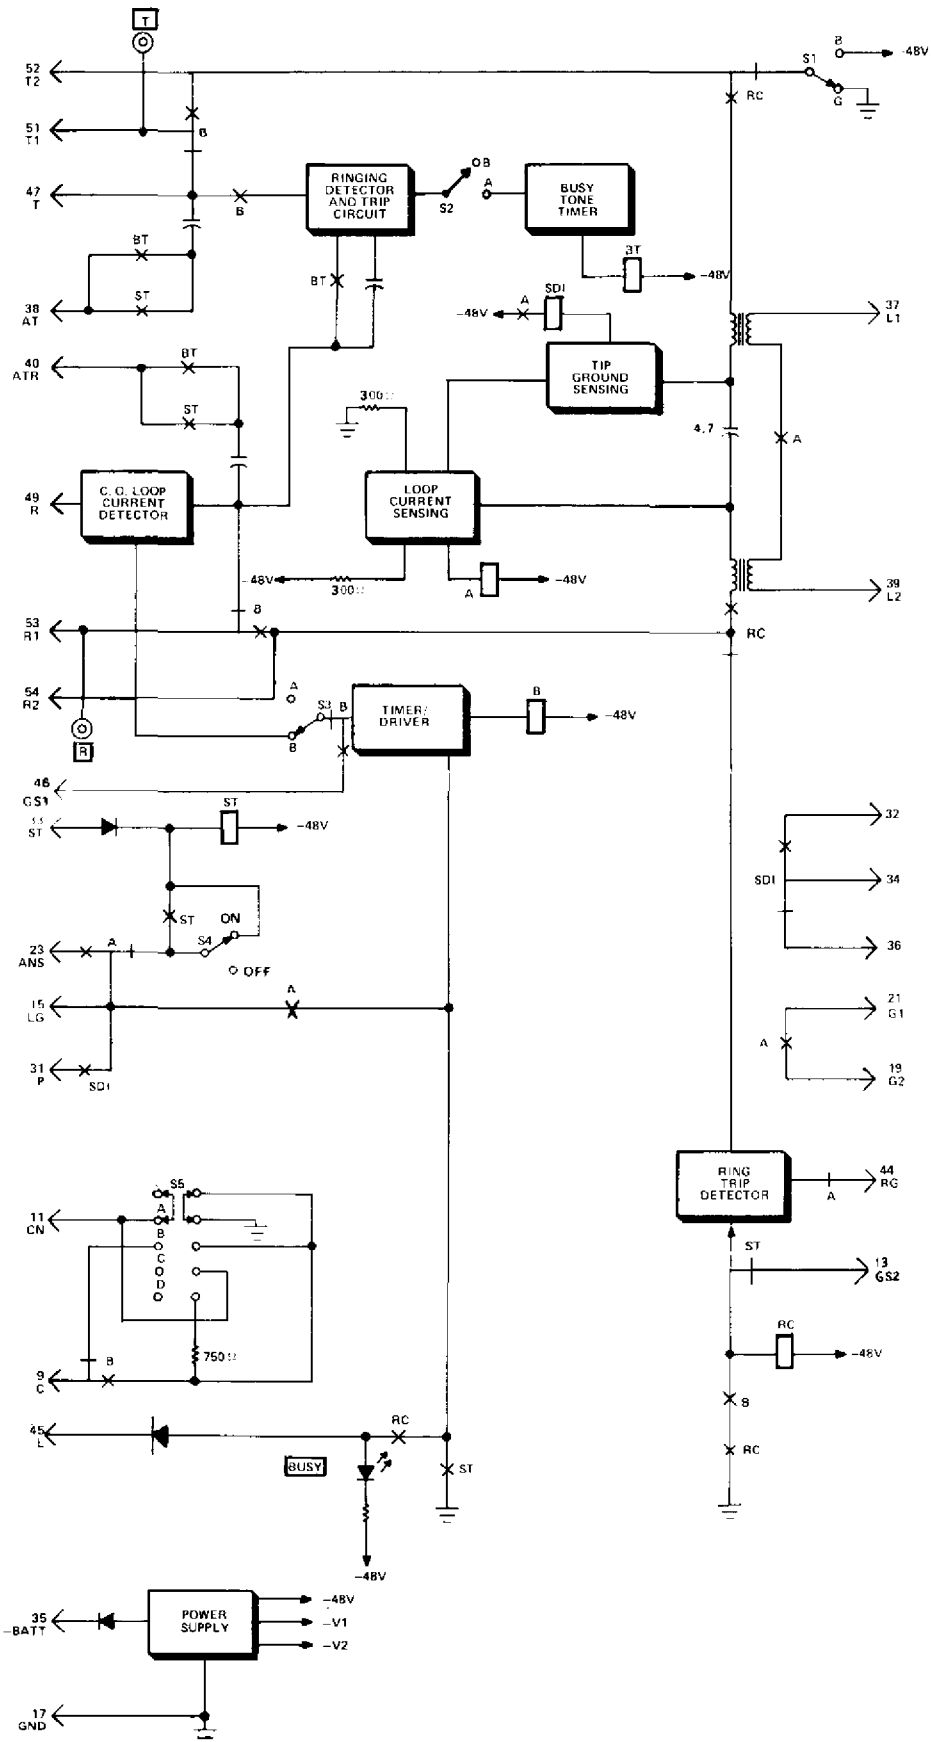 T
52
T2
51
T1
B
47
T
B
BT
38
AT
ST
RINGING
DETECTOR
AND TRIP
CIRCUIT
S2
B
A
BUSY
TONE
TIMER
BT
-48V
S1
B
-48V
G
RC
BT
-48V
A
SDI
TIP
GROUND
SENSING
37
L1
40
ATR
BT
ST
300Ω
4.7
A
49
R
C. O. LOOP
CURRENT
DETECTOR
LOOP
CURRENT
SENSING
-48V
300Ω
A
-48V
39
L2
53
R1
B
RC
54
R2
A
S3
B
B
TIMER/
DRIVER
B
-48V
R
46
GS1
33
ST
ST
-48V
32
SDI
34
36
ST
ON
S4
OFF
23
ANS
A
15
LG
A
21
G1
A
19
G2
31
P
SDI
RING
TRIP
DETECTOR
44
RG
A
11
CN
S5
A
B
C
D
750Ω
ST
13
GS2
RC
-48V
9
C
B
B
RC
45
L
RC
BUSY
ST
-48V
35
-BATT
POWER
SUPPLY
-48V
-V1
-V2
17
GND